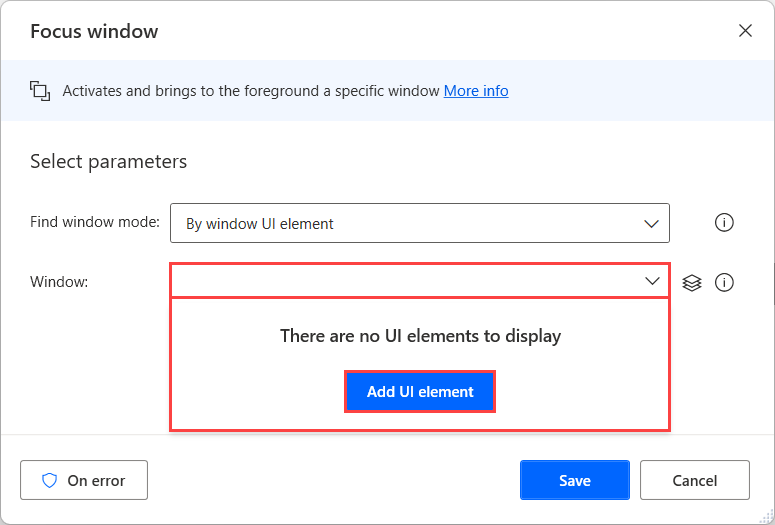 Focus window
Activates and brings to the foreground a specific window More info
Select parameters
Find window mode: By window UI element
Window:
There are no UI elements to display
Add UI element
On error Save Cancel